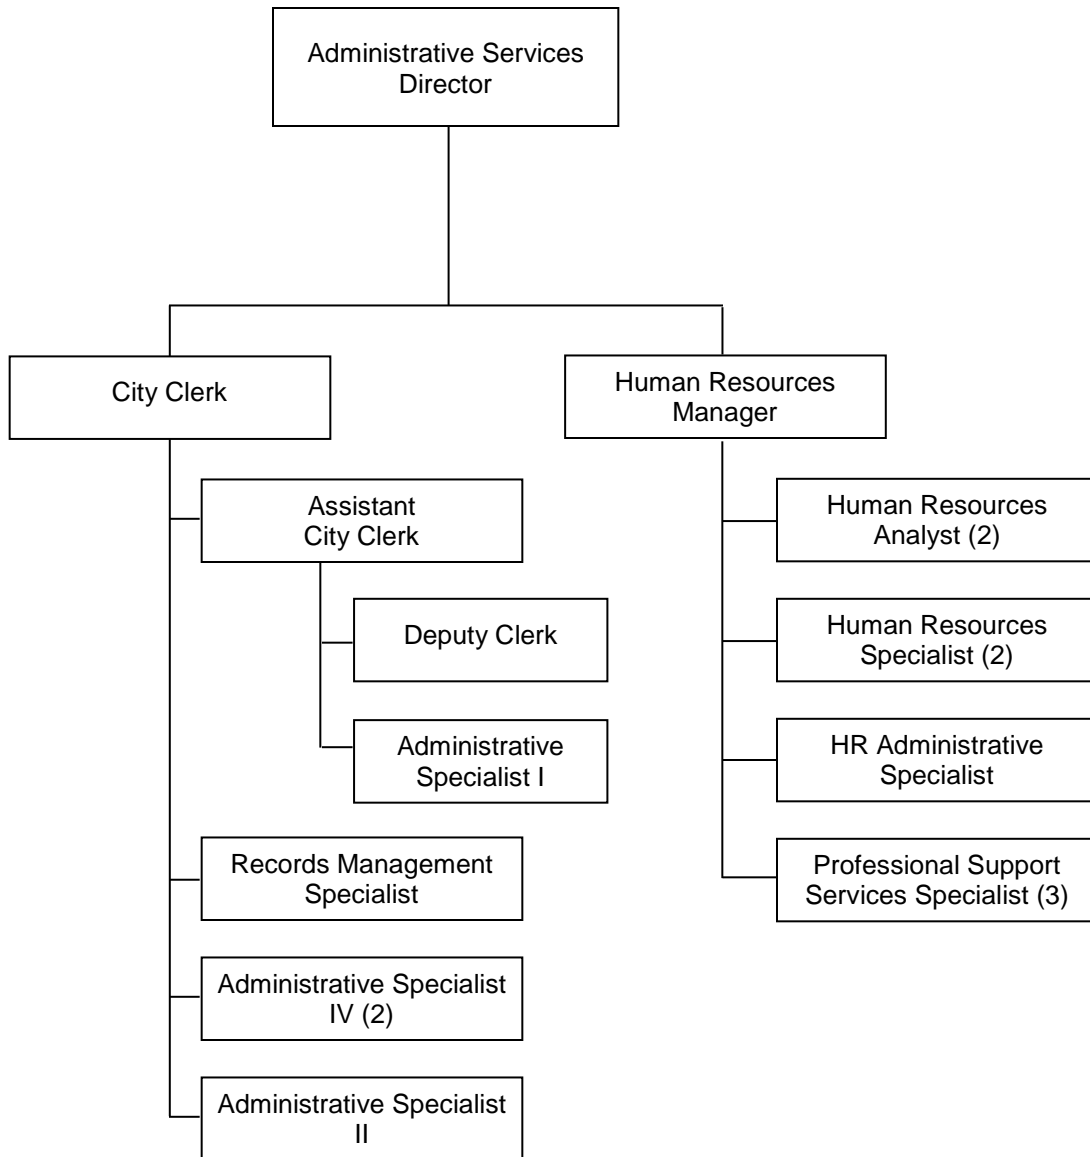 Administrative Services
Director
City Clerk
Human Resources
Manager
Assistant
City Clerk
Deputy Clerk
Administrative
Specialist I
Records Management
Specialist
Administrative Specialist
IV (2)
Administrative Specialist
II
Human Resources
Analyst (2)
Human Resources
Specialist (2)
HR Administrative
Specialist
Professional Support
Services Specialist (3)